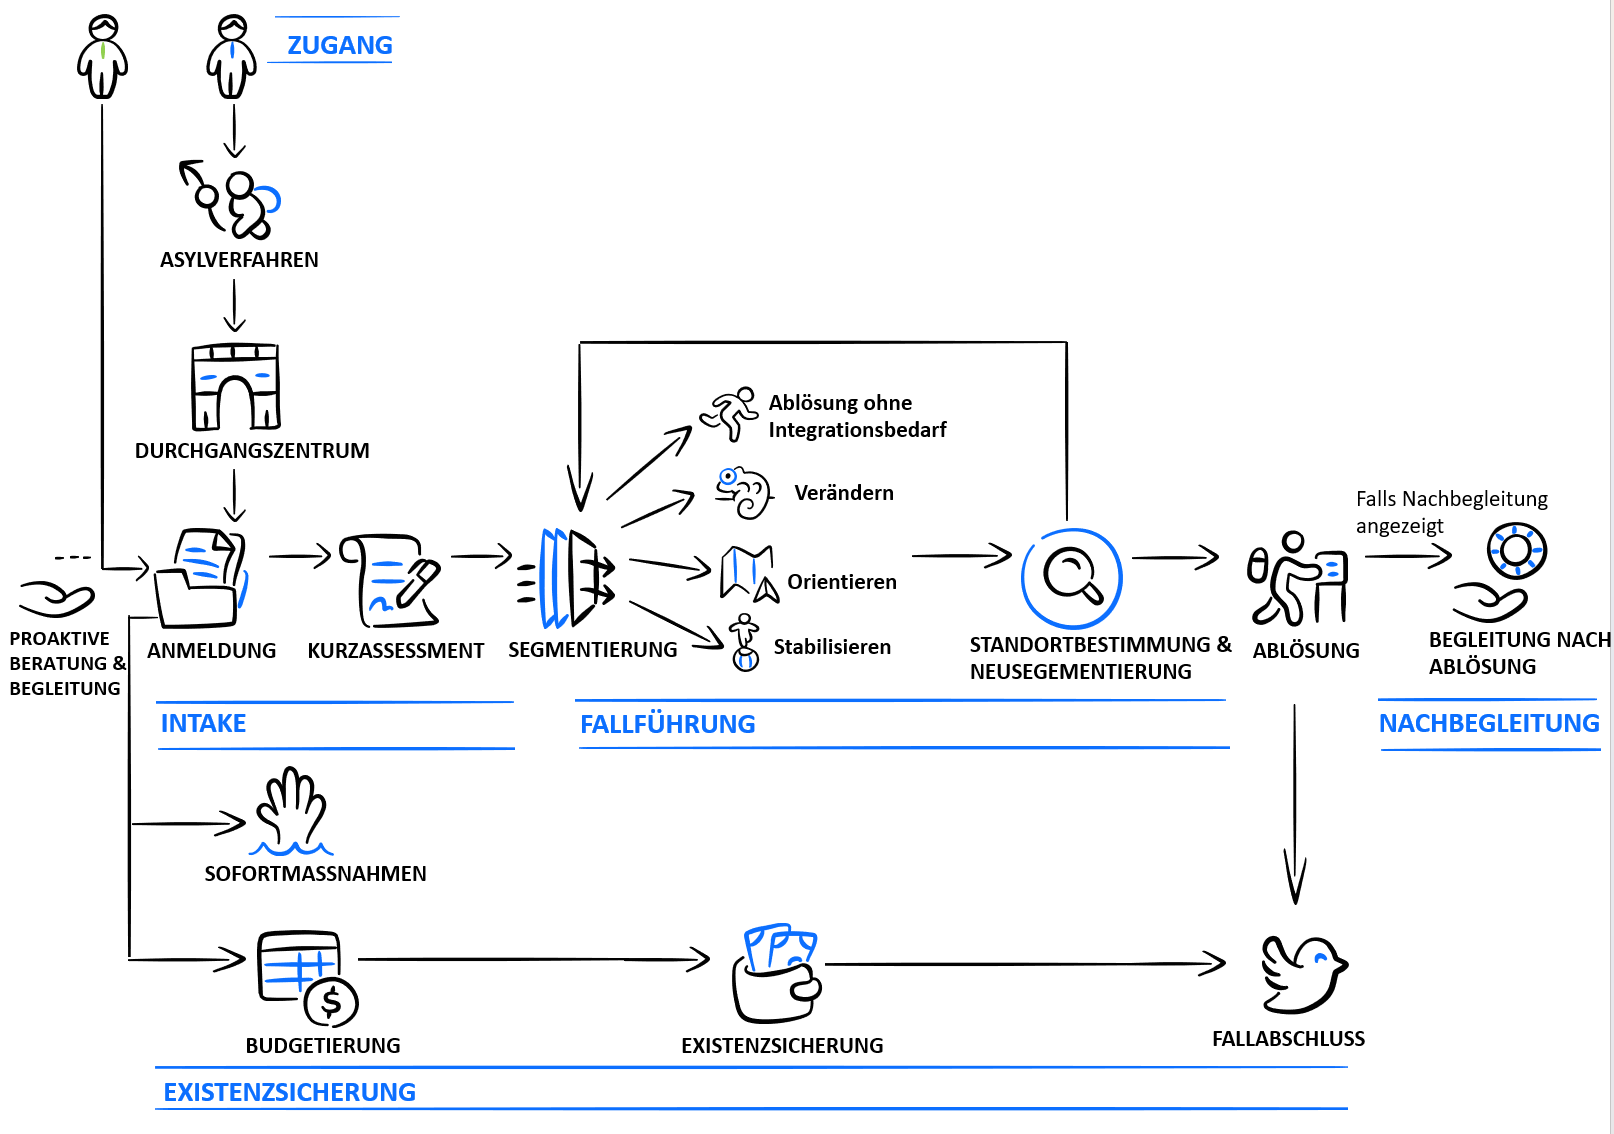 ZUGANG
ASYLVERFAHREN
DURCHGANGSZENTRUM
Ablösung ohne
Integrationsbedarf
Verändern
Orientieren
Stabilisieren
Falls Nachbegleitung
angezeigt
PROAKTIVE
BERATUNG &
BEGLEITUNG
ANMELDUNG
KURZASSESSMENT
SEGMENTIERUNG
STANDORTBESTIMMUNG &
NEUSEGEMENTIERUNG
ABLÖSUNG
BEGLEITUNG NACH
ABLÖSUNG
INTAKE
FALLFÜHRUNG
NACHBEGLEITUNG
SOFORTMASSNAHMEN
$
BUDGETIERUNG
EXISTENZSICHERUNG
FALLABSCHLUSS
EXISTENZSICHERUNG